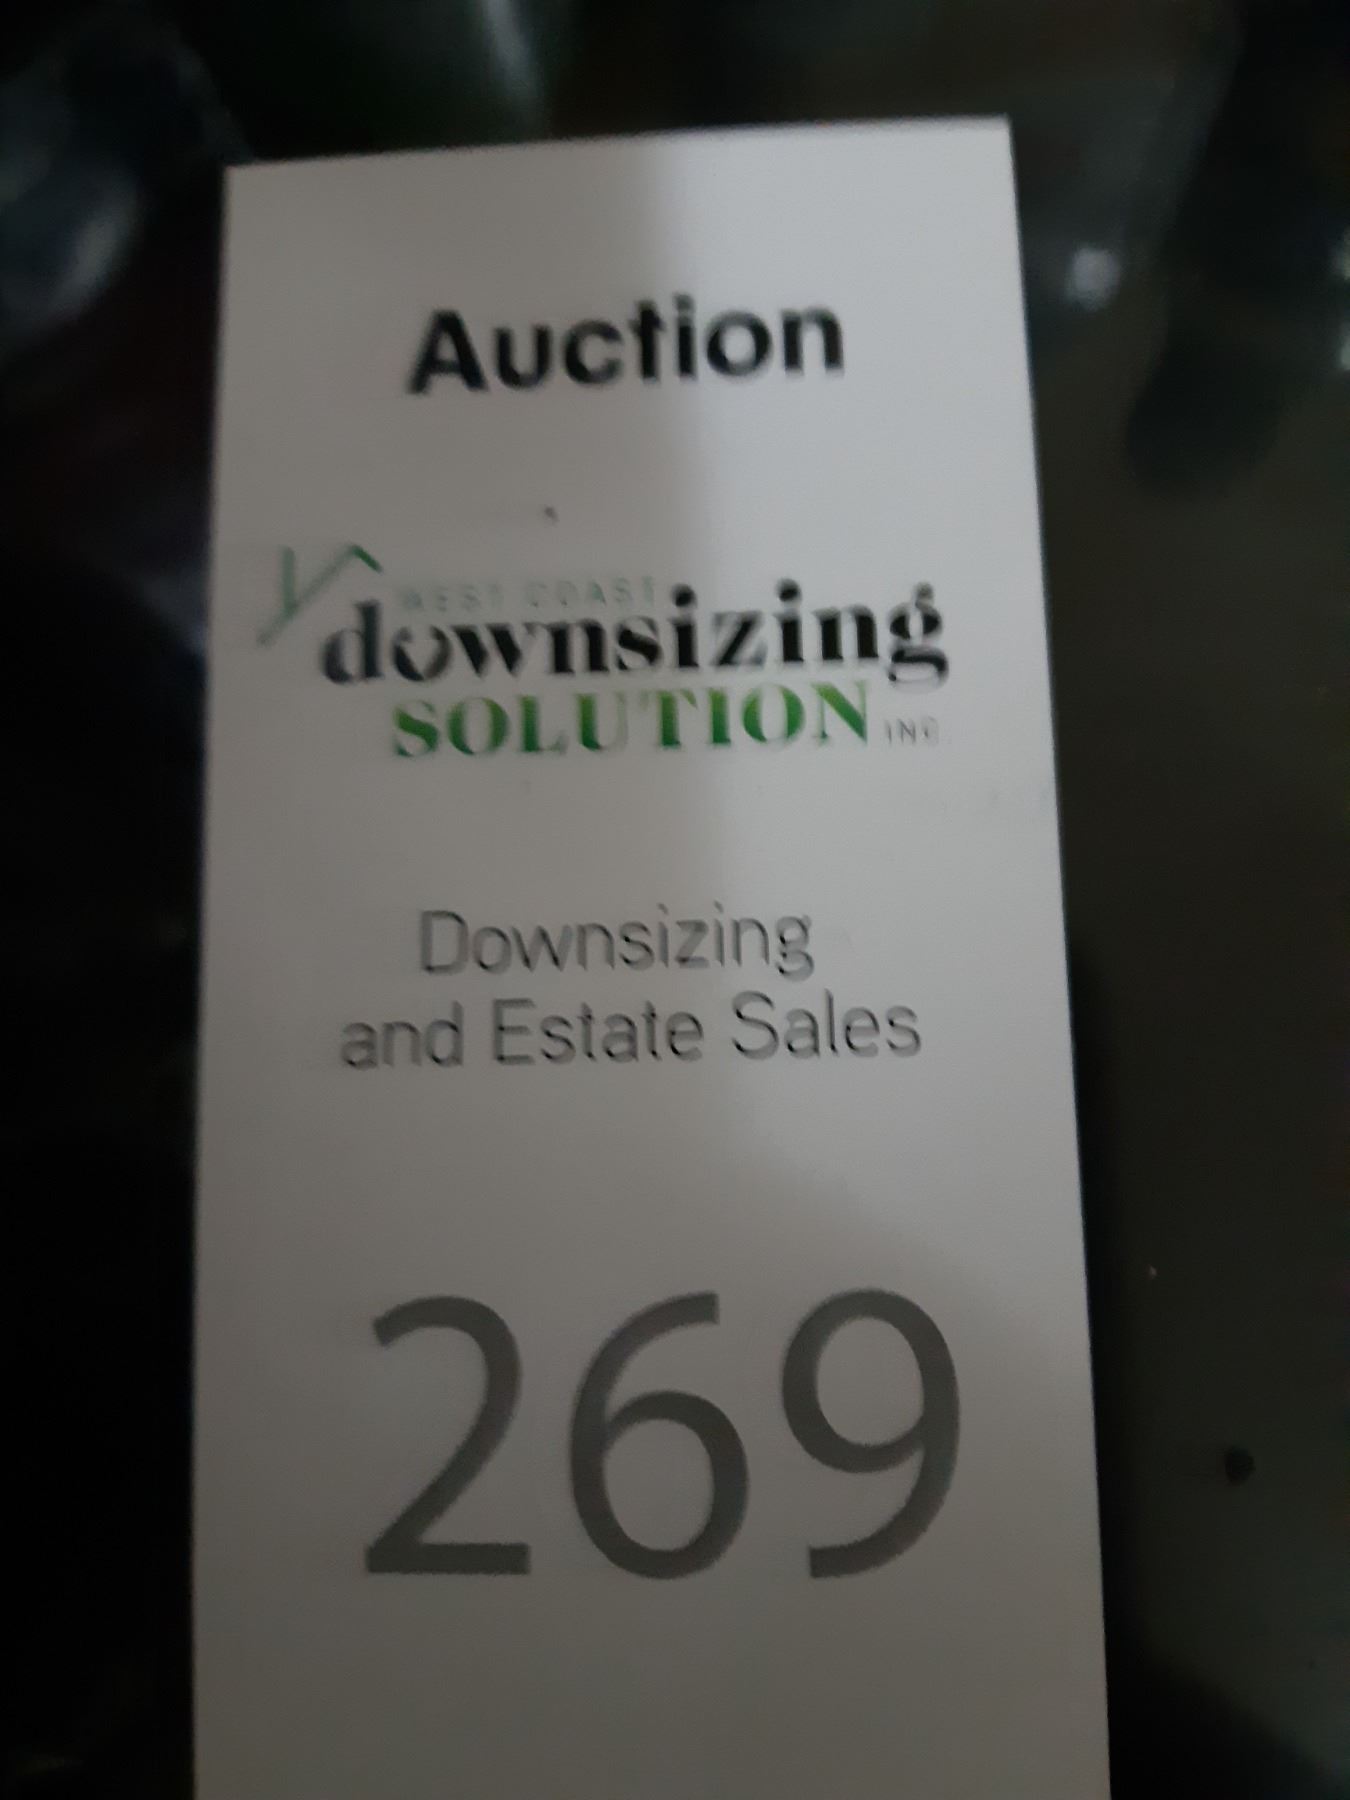 Auction
WEST COAST
downsizing
SOLUTION INC.
Downsizing
and Estate Sales
269